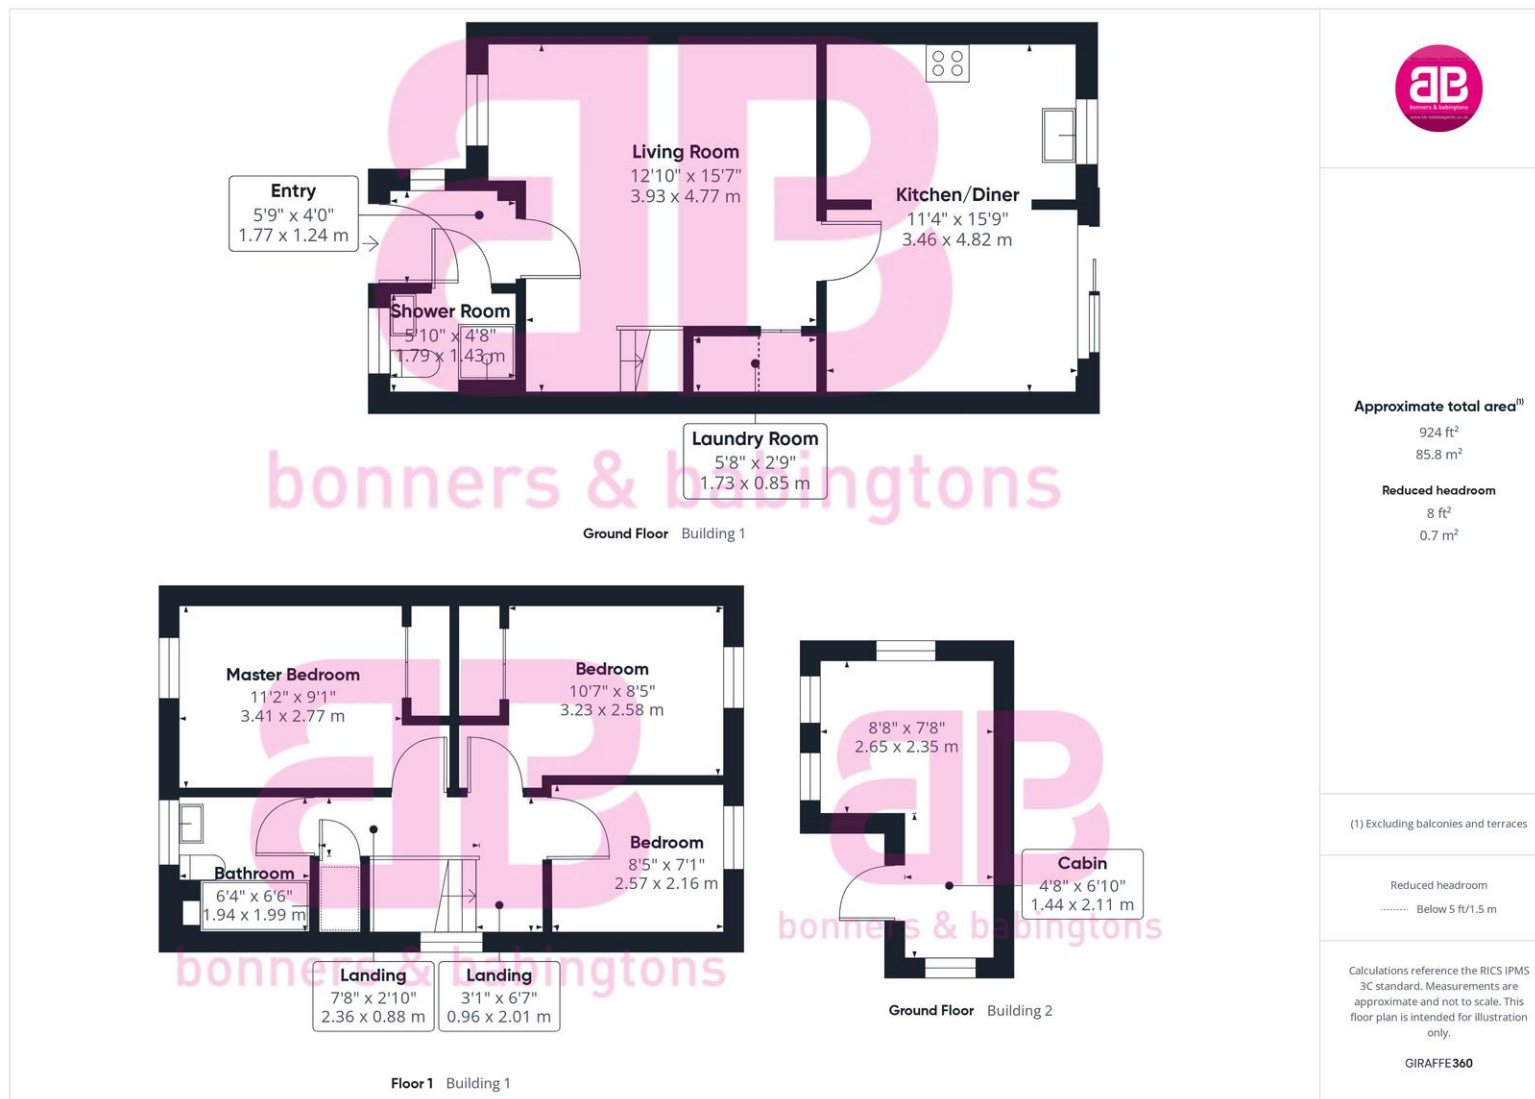 Entry
5'9" x 4'0"
1.77 x 1.24 m
Living Room
12'10" x 15'7"
3.93 x 4.77 m
Kitchen/Diner
11'4" x 15'9"
3.46 x 4.82 m
Shower Room
5'10" x 4'8"
1.79 x 1.43 m
Laundry Room
5'8" x 2'9"
1.73 x 0.85 m
bonners & babingtons
Ground Floor Building 1
Master Bedroom
11'2" x 9'1"
3.41 x 2.77 m
Bedroom
10'7" x 8'5"
3.23 x 2.58 m
Bathroom
6'4" x 6'6"
1.94 x 1.99 m
Bedroom
8'5" x 7'1"
2.57 x 2.16 m
bonners & babingtons
Landing
7'8" x 2'10"
2.36 x 0.88 m
Landing
3'1" x 6'7"
0.96 x 2.01 m
Floor 1 Building 1
8'8" x 7'8"
2.65 x 2.35 m
Cabin
4'8" x 6'10"
1.44 x 2.11 m
bonners & babingtons
Ground Floor Building 2
BB
bonners & babingtons
Approximate total area(1)
924 ft²
85.8 m²
Reduced headroom
8 ft²
0.7 m²
(1) Excluding balconies and terraces
Reduced headroom
Below 5 ft/1.5 m
Calculations reference the RICS IPMS
3C standard. Measurements are
approximate and not to scale. This
floor plan is intended for illustration
only.
GIRAFFE360